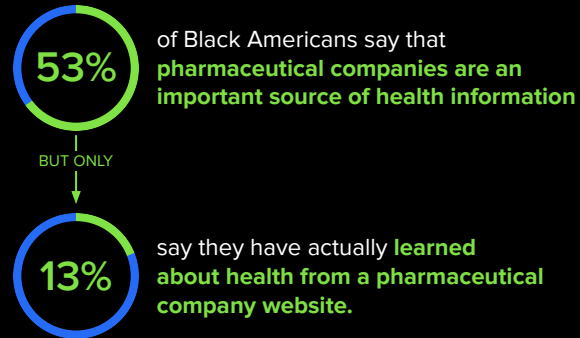 53%
of Black Americans say that
pharmaceutical companies are an
important source of health information
BUT ONLY
13%
say they have actually learned
about health from a pharmaceutical
company website.